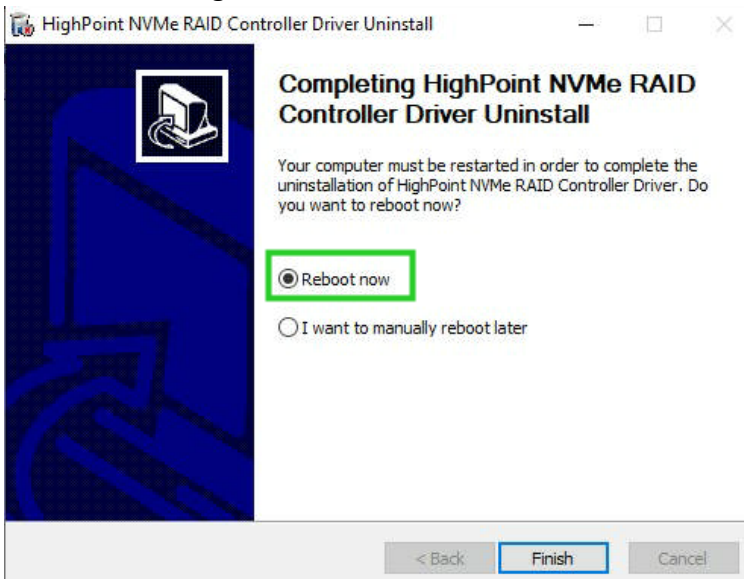 HighPoint NVMe RAID Controller Driver Uninstall
Completing HighPoint NVMe RAID
Controller Driver Uninstall
Your computer must be restarted in order to complete the
uninstallation of HighPoint NVMe RAID Controller Driver. Do
you want to reboot now?
Reboot now
I want to manually reboot later
< Back Finish Cancel